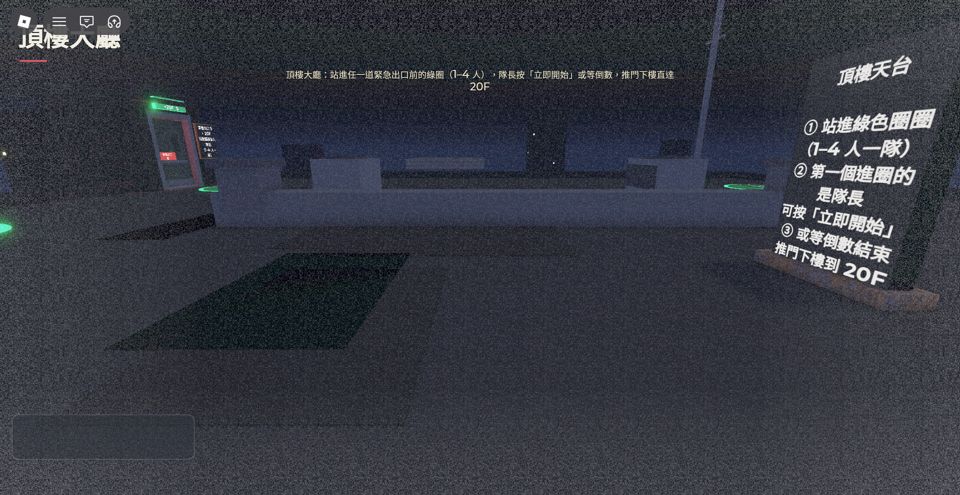 頂樓大廳
頂樓大廳：站進任一道緊急出口前的綠圈（1–4 人），隊長按「立即開始」或等倒數，推門下樓直達
20F
頂樓天台
① 站進綠色圈圈
（1–4 人一隊）
② 第一個進圈的
是隊長
可按「立即開始」
③ 或等倒數結束
推門下樓到 20F